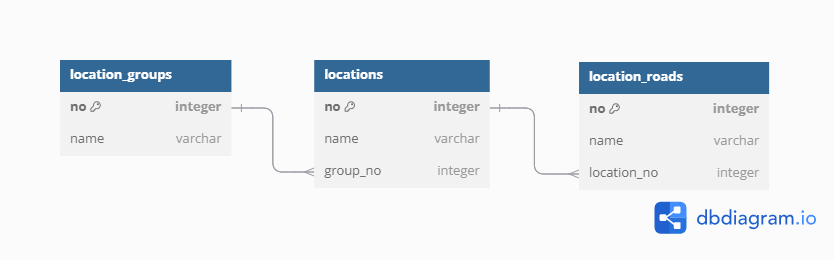 location_groups
no integer
name varchar
locations
no integer
name varchar
group_no integer
location_roads
no integer
name varchar
location_no integer
dbdiagram.io